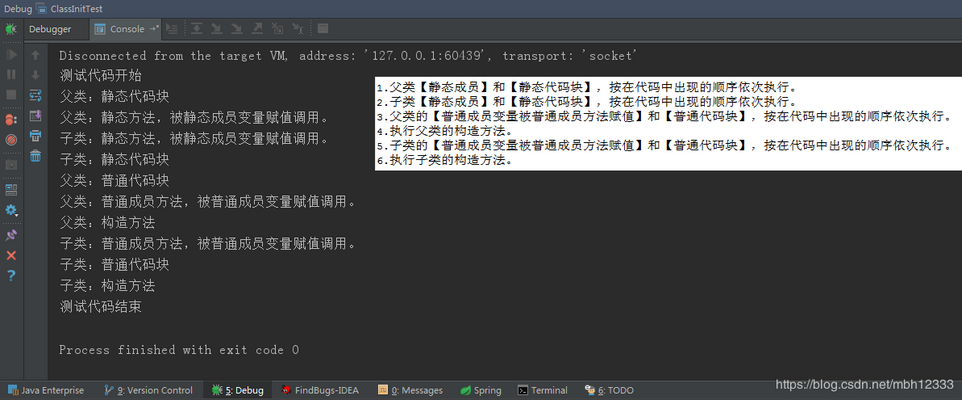 Debug ClassInitTest
Debugger Console
Disconnected from the target VM, address: '127.0.0.1:60439', transport: 'socket'
测试代码开始
父类：静态代码块
父类：静态方法，被静态成员变量赋值调用。
子类：静态方法，被静态成员变量赋值调用。
子类：静态代码块
父类：普通代码块
父类：普通成员方法，被普通成员变量赋值调用。
父类：构造方法
子类：普通成员方法，被普通成员变量赋值调用。
子类：普通代码块
子类：构造方法
测试代码结束
Process finished with exit code 0
1.父类【静态成员】和【静态代码块】，按在代码中出现的顺序依次执行。
2.子类【静态成员】和【静态代码块】，按在代码中出现的顺序依次执行。
3.父类的【普通成员变量被普通成员方法赋值】和【普通代码块】，按在代码中出现的顺序依次执行。
4.执行父类的构造方法。
5.子类的【普通成员变量被普通成员方法赋值】和【普通代码块】，按在代码中出现的顺序依次执行。
6.执行子类的构造方法。
Java Enterprise 9: Version Control 5: Debug FindBugs-IDEA 0: Messages Spring Terminal 6: TODO
https://blog.csdn.net/mbh12333